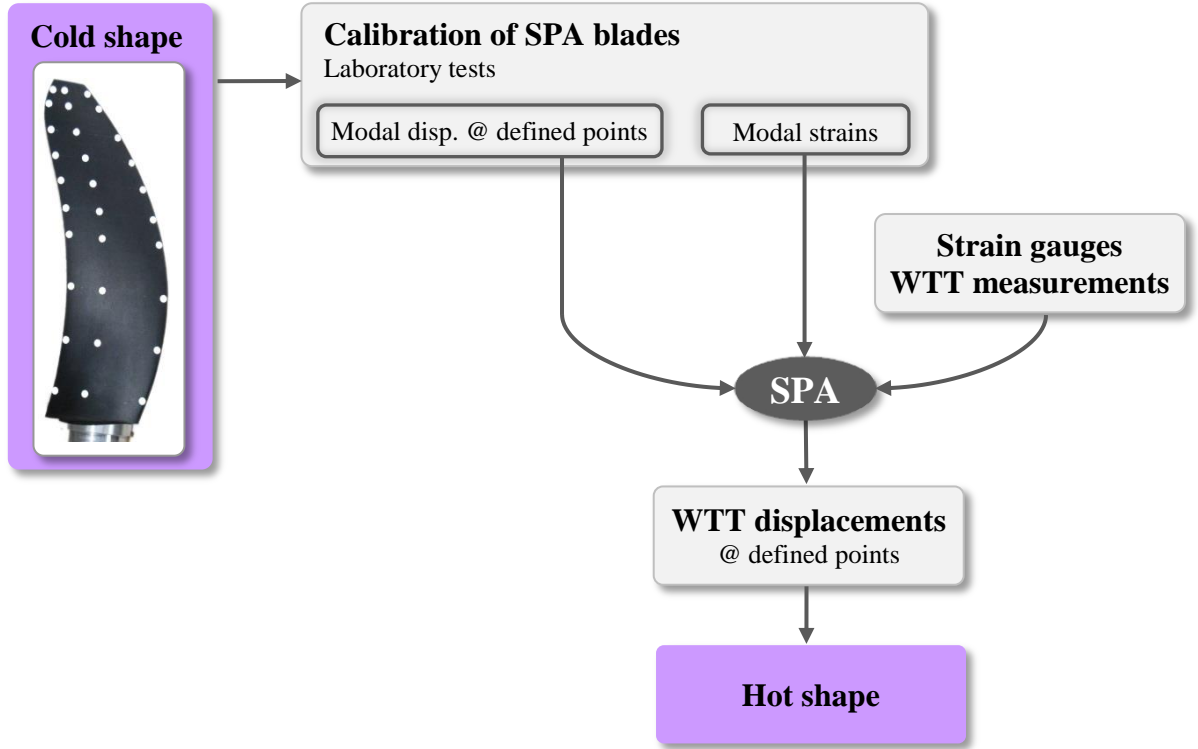 Cold shape
Calibration of SPA blades
Laboratory tests
Modal disp. @ defined points
Modal strains
Strain gauges
WTT measurements
SPA
WTT displacements
@ defined points
Hot shape